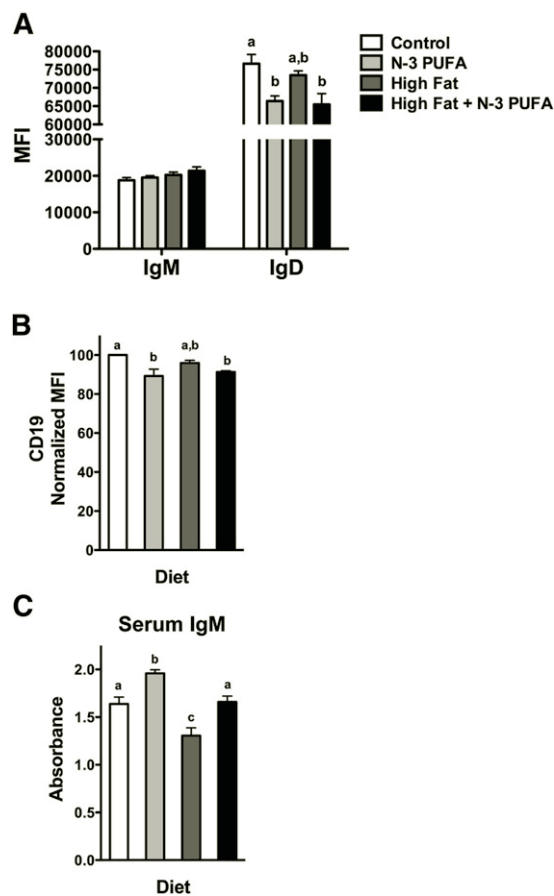 A
80000
75000
70000
65000
60000
30000
20000
10000
0
MFI
a
b
a,b
b
IgM
IgD
Control
N-3 PUFA
High Fat
High Fat + N-3 PUFA
B
100
80
60
40
20
0
CD19
Normalized MFI
a
b
a,b
b
Diet
C
Serum IgM
2.0
1.5
1.0
0.5
0.0
Absorbance
a
b
c
a
Diet